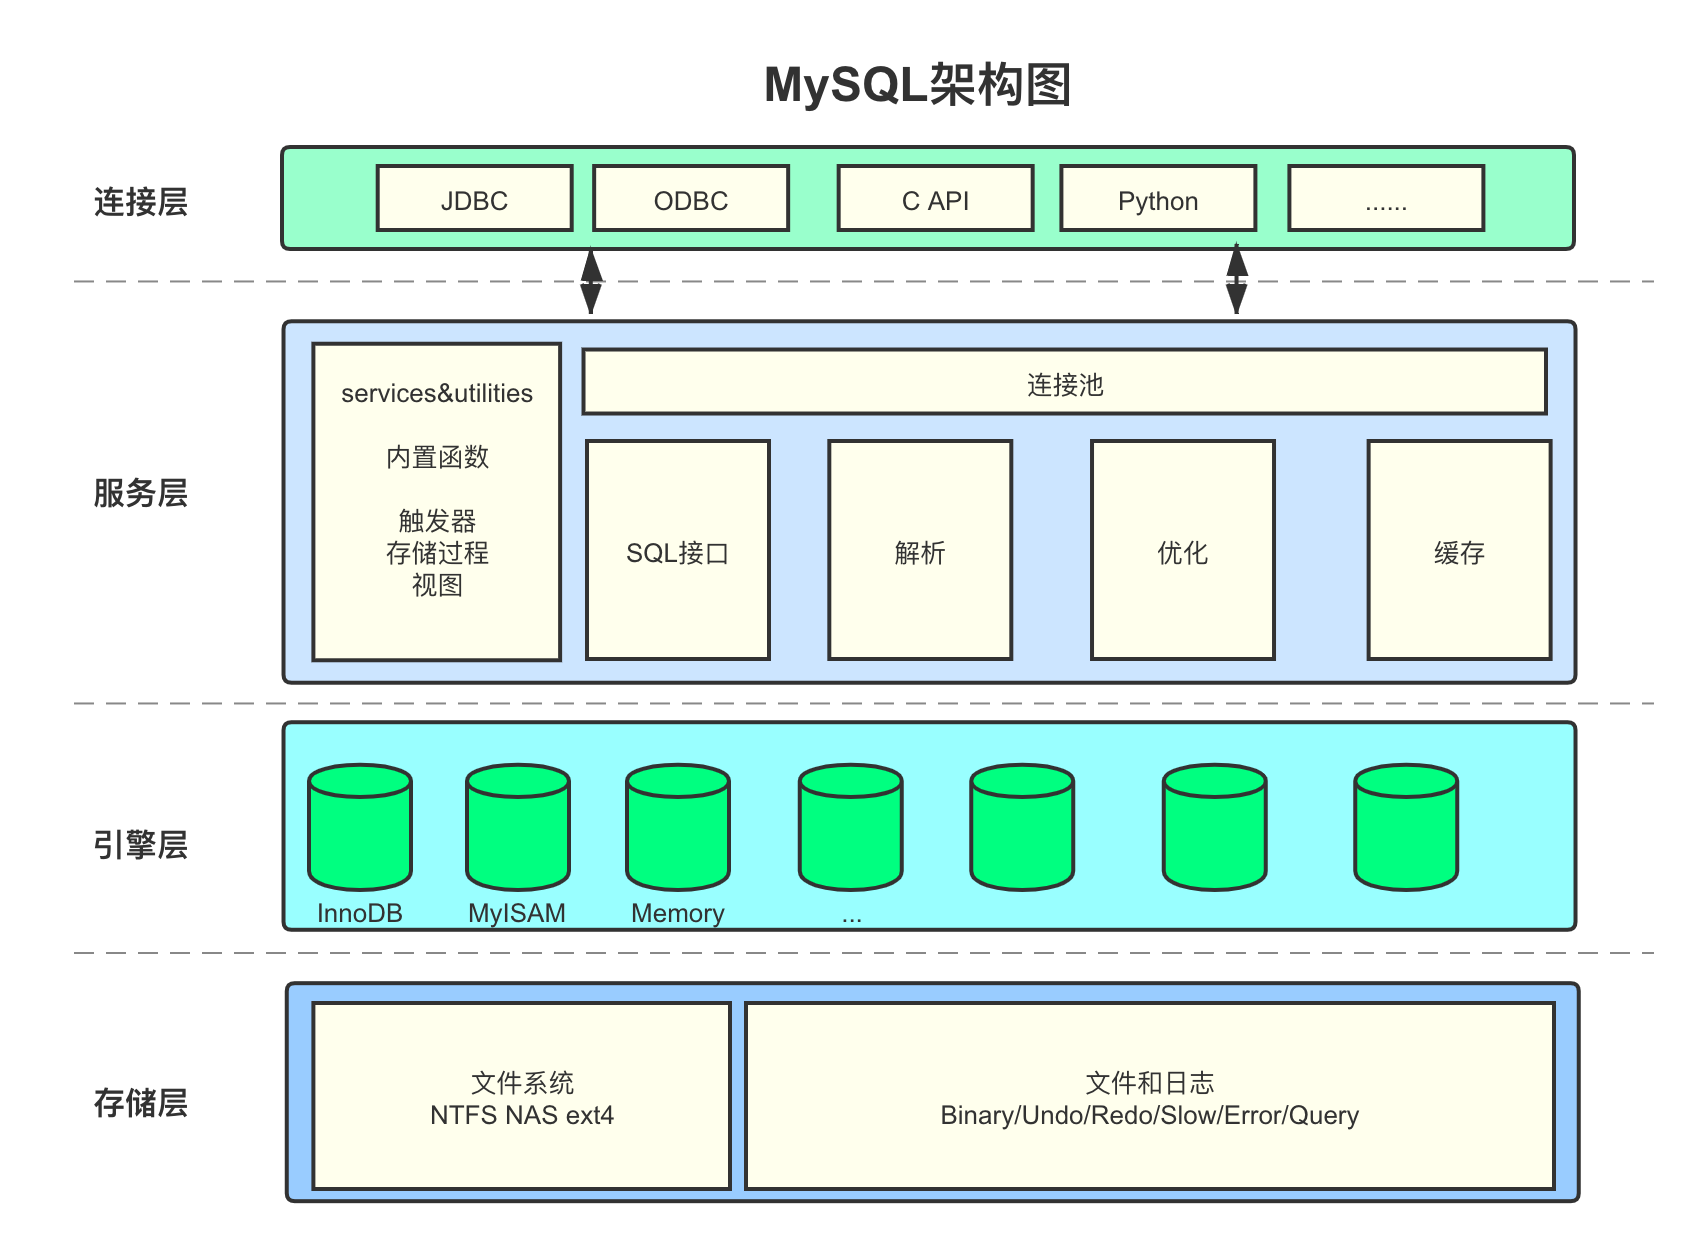 MySQL架构图
连接层
JDBC
ODBC
C API
Python
......
服务层
services&utilities
内置函数
触发器
存储过程
视图
连接池
SQL接口
解析
优化
缓存
引擎层
InnoDB
MyISAM
Memory
...
存储层
文件系统
NTFS NAS ext4
文件和日志
Binary/Undo/Redo/Slow/Error/Query